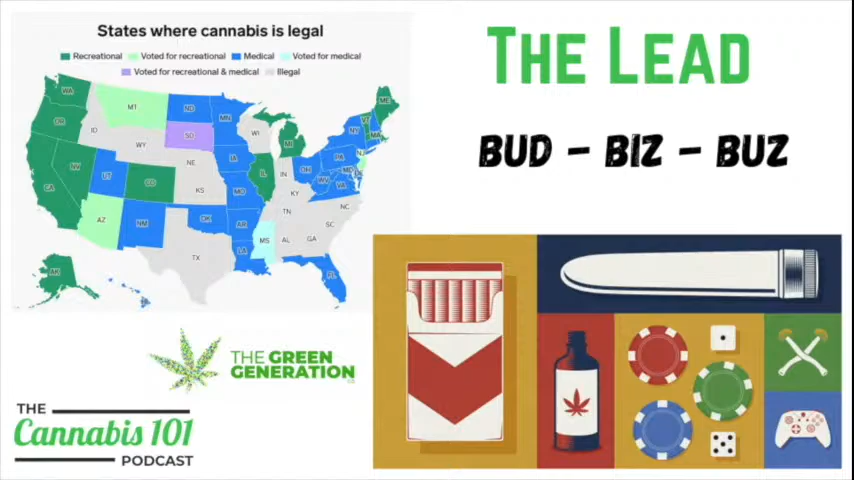 States where cannabis is legal
Recreational Voted for recreational Medical Voted for medical
Voted for recreational & medical Illegal
WA
MT
ND
MN
ME
OR
ID
WY
SD
WI
MI
VT
NY
MA
NV
UT
CO
NE
IA
IL
IN
OH
PA
NJ
CA
KS
MO
KY
WV
VA
MD
AZ
NM
OK
AR
TN
NC
SC
TX
LA
MS
AL
GA
FL
AK
THE LEAD
BUD - BIZ - BUZ
THE GREEN
GENERATION
THE
Cannabis 101
PODCAST